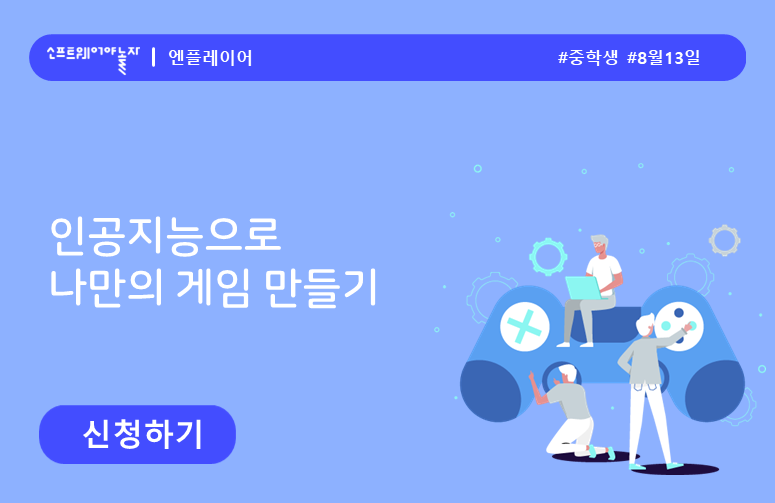 소프트웨어야놀자 | 엔플레이어
#중학생 #8월13일
인공지능으로
나만의 게임 만들기
신청하기